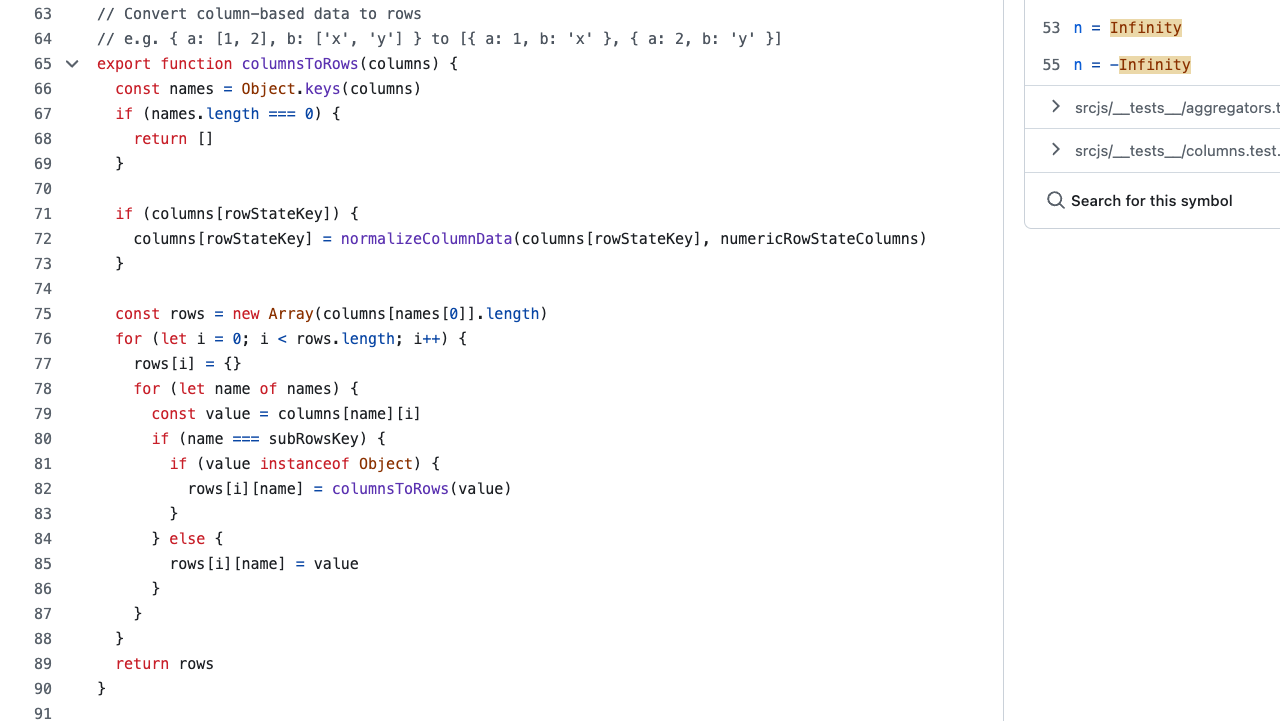 63 // Convert column-based data to rows
64 // e.g. { a: [1, 2], b: ['x', 'y'] } to [{ a: 1, b: 'x' }, { a: 2, b: 'y' }]
65 export function columnsToRows(columns) {
66 const names = Object.keys(columns)
67 if (names.length === 0) {
68 return []
69 }
70
71 if (columns[rowStateKey]) {
72 columns[rowStateKey] = normalizeColumnData(columns[rowStateKey], numericRowStateColumns)
73 }
74
75 const rows = new Array(columns[names[0]].length)
76 for (let i = 0; i < rows.length; i++) {
77 rows[i] = {}
78 for (let name of names) {
79 const value = columns[name][i]
80 if (name === subRowsKey) {
81 if (value instanceof Object) {
82 rows[i][name] = columnsToRows(value)
83 }
84 } else {
85 rows[i][name] = value
86 }
87 }
88 }
89 return rows
90 }
91
53 n = Infinity
55 n = -Infinity
srcjs/__tests__/aggregators.t
srcjs/__tests__/columns.test.
Search for this symbol